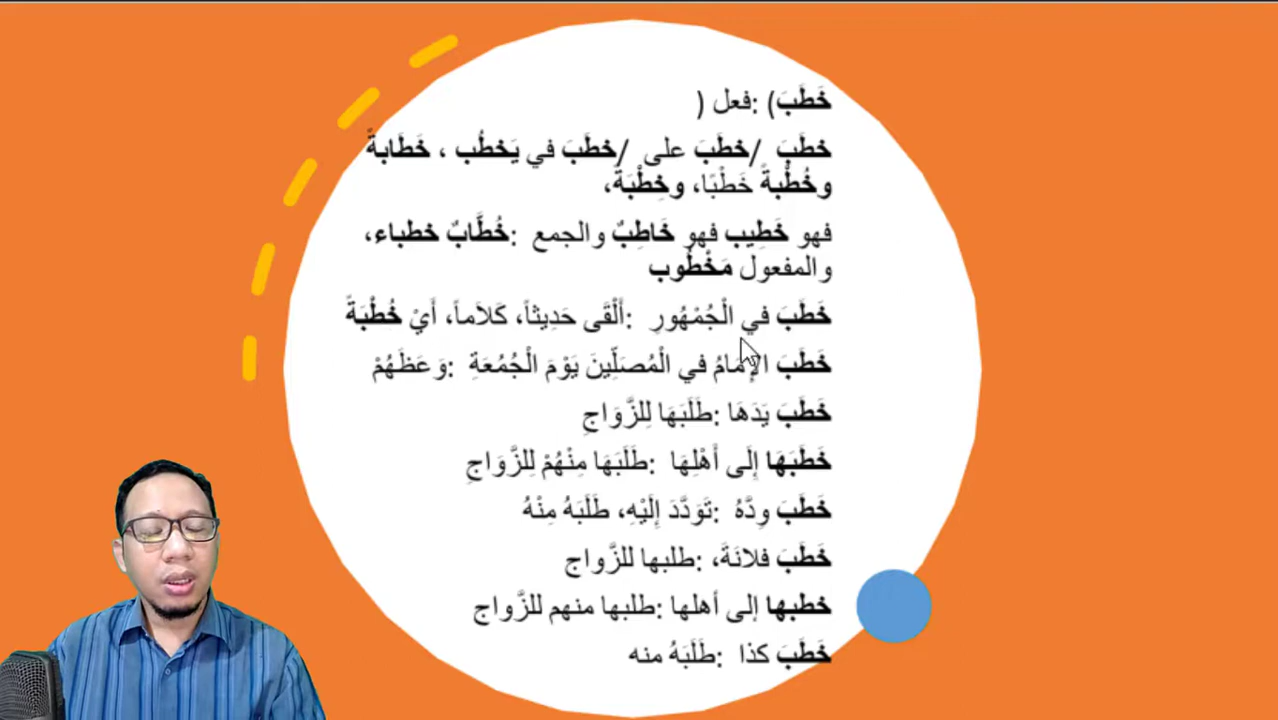 خَطَبَ) :فعل (
خطَبَ /خطَبَ على /خطَبَ في يَخطُب ، خَطَابةً
وخُطْبةً خَطْبًا، وخِطْبَةً،
فهو خَطِيب فهو خَاطِبٌ والجمع :خُطَّابٌ خطباء،
والمفعول مَخْطُوب
خَطَبَ في الْجُمْهُورِ :أَلْقَى حَدِيثاً، كَلاَماً، أَيْ خُطْبَةً
خَطَبَ الإِمَامُ في الْمُصَلِّينَ يَوْمَ الْجُمُعَةِ :وَعَظَهُمْ
خَطَبَ يَدَهَا :طَلَبَهَا لِلزَّوَاجِ
خَطَبَهَا إِلَى أَهْلِهَا :طَلَبَهَا مِنْهُمْ لِلزَّوَاجِ
خَطَبَ وِدَّهُ :تَوَدَّدَ إِلَيْهِ، طَلَبَهُ مِنْهُ
خَطَبَ فلانَةَ، :طلبها للزَّواج
خطبها إلى أهلها :طلبها منهم للزَّواج
خَطَبَ كذا :طَلَبَهُ منه